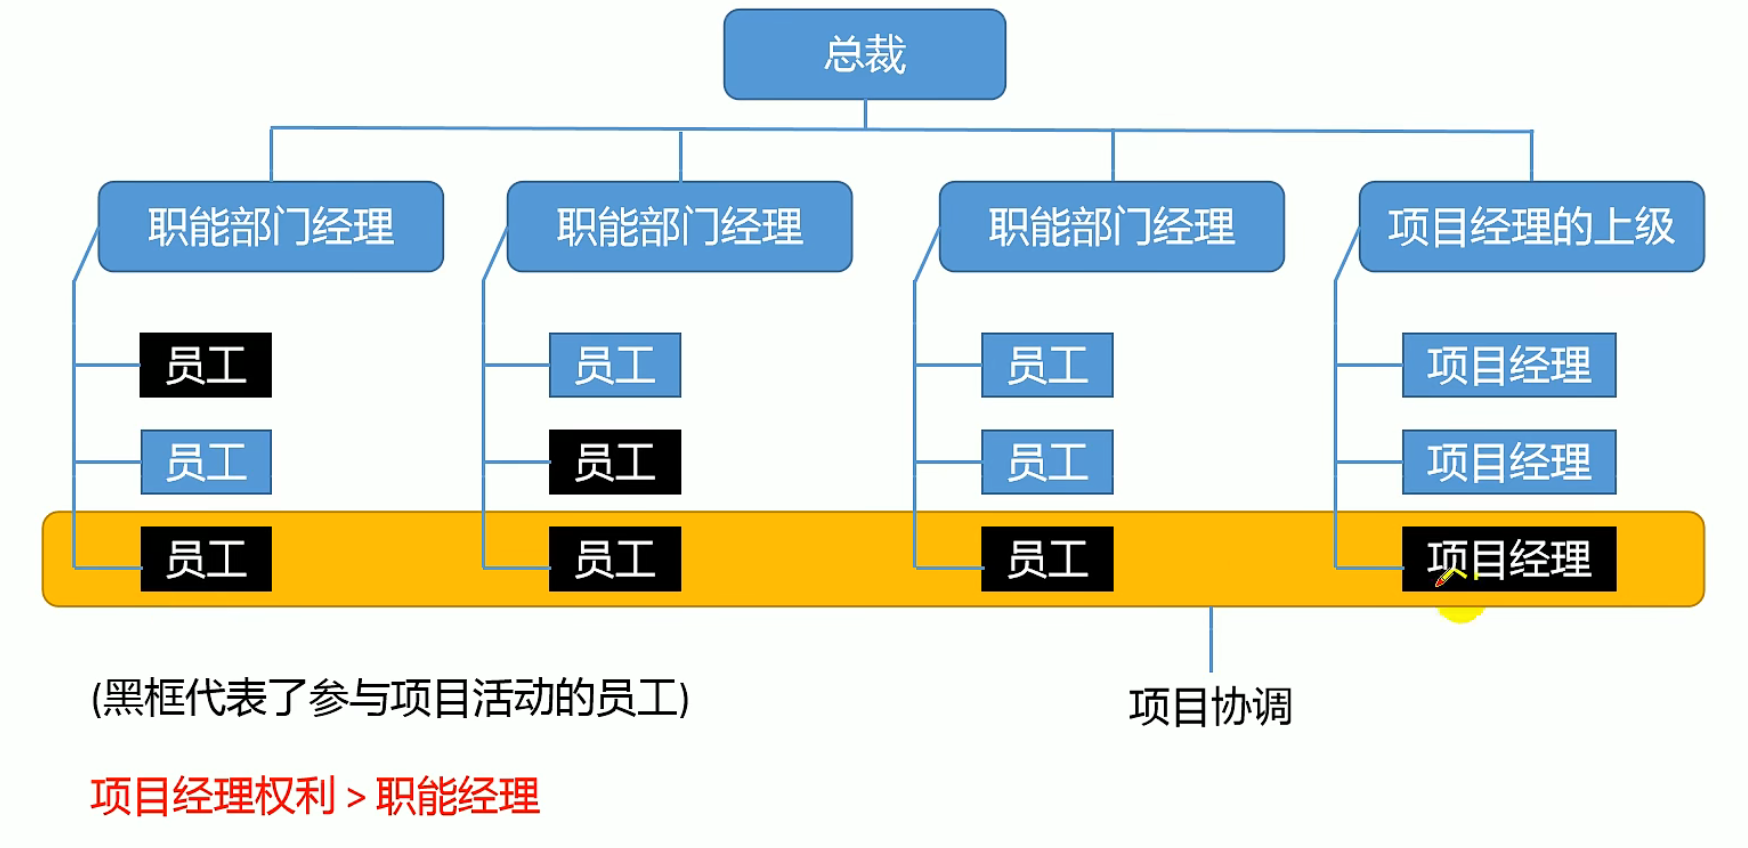 总裁
职能部门经理
职能部门经理
职能部门经理
项目经理的上级
员工
员工
员工
项目经理
员工
员工
员工
项目经理
员工
员工
员工
项目经理
(黑框代表了参与项目活动的员工)
项目协调
项目经理权利 > 职能经理